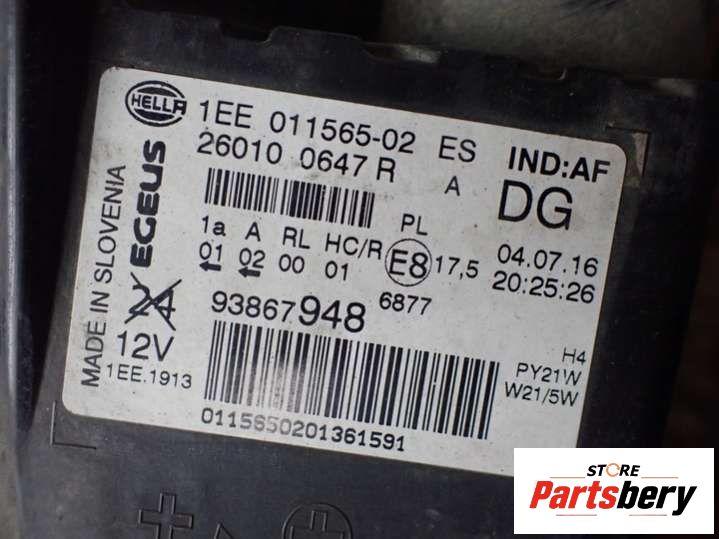 HELLA
1EE 011565-02 ES
IND:AF
26010 0647 R
A
DG
PL
1a A RL HC/R
E8 17,5
01 02 00 01
04.07.16
20:25:26
6877
93867948
MADE IN SLOVENIA
EGEUS
24
12V
1EE.1913
H4
PY21W
W21/5W
0115650201361591
STORE
Partsbery